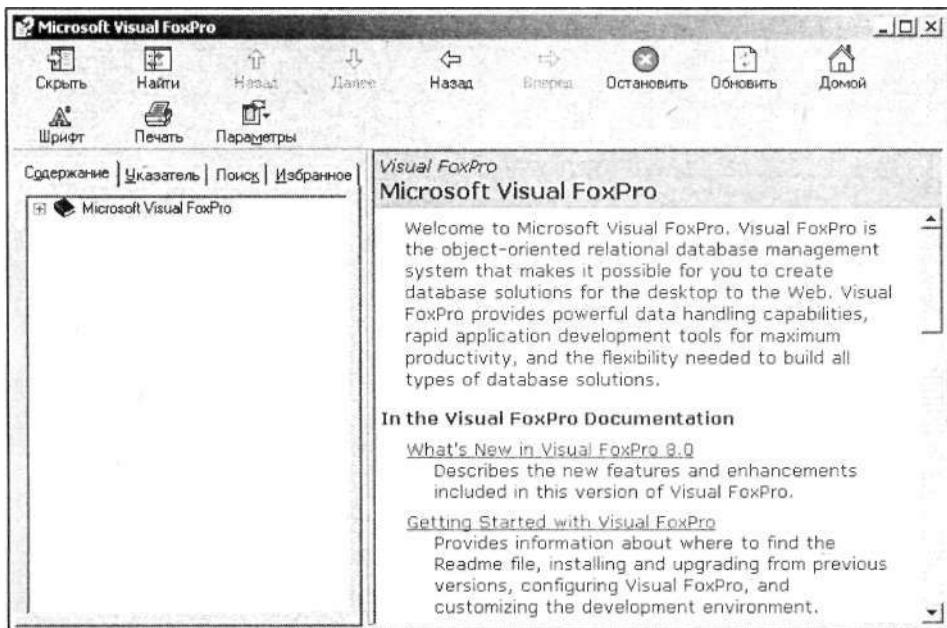 Microsoft Visual FoxPro
Скрыть Найти Назад Далее Назад Вперед Остановить Обновить Домой
Шрифт Печать Параметры
Содержание Указатель Поиск Избранное
Microsoft Visual FoxPro
Visual FoxPro
Microsoft Visual FoxPro
Welcome to Microsoft Visual FoxPro. Visual FoxPro is
the object-oriented relational database management
system that makes it possible for you to create
database solutions for the desktop to the Web. Visual
FoxPro provides powerful data handling capabilities,
rapid application development tools for maximum
productivity, and the flexibility needed to build all
types of database solutions.
In the Visual FoxPro Documentation
What's New in Visual FoxPro 8.0
Describes the new features and enhancements
included in this version of Visual FoxPro.
Getting Started with Visual FoxPro
Provides information about where to find the
Readme file, installing and upgrading from previous
versions, configuring Visual FoxPro, and
customizing the development environment.